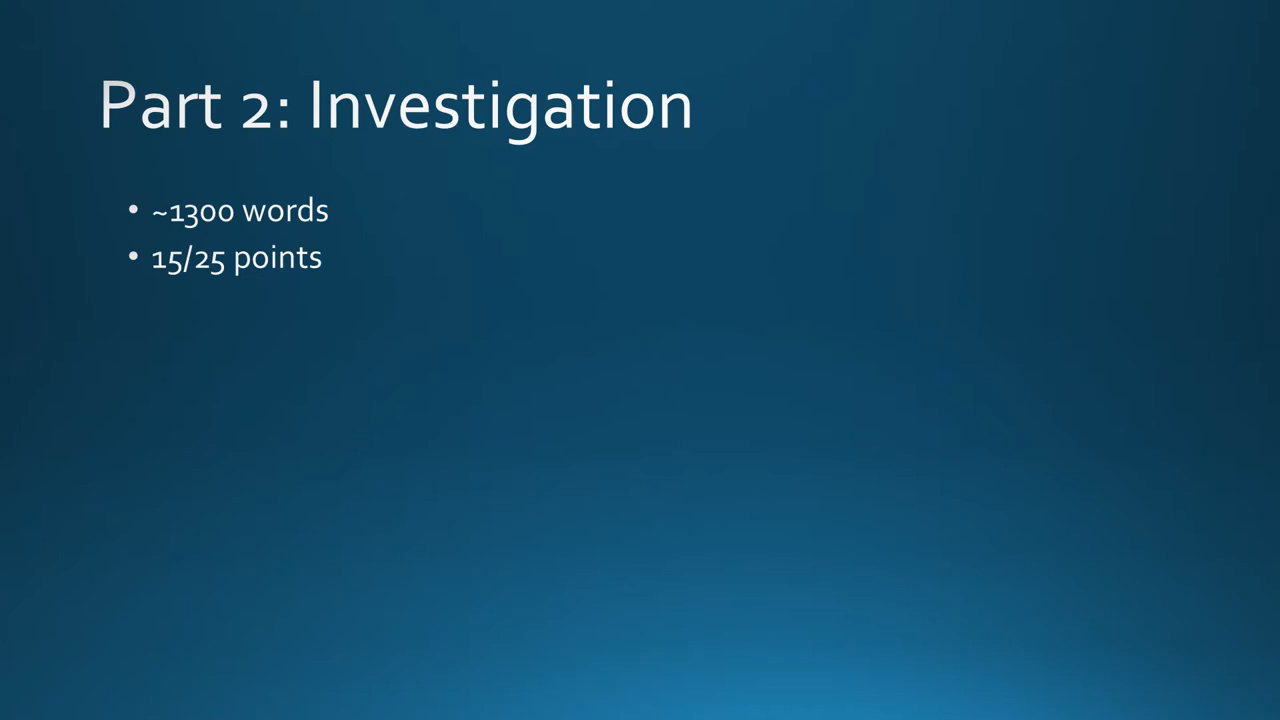 Part 2: Investigation
• ~1300 words
• 15/25 points